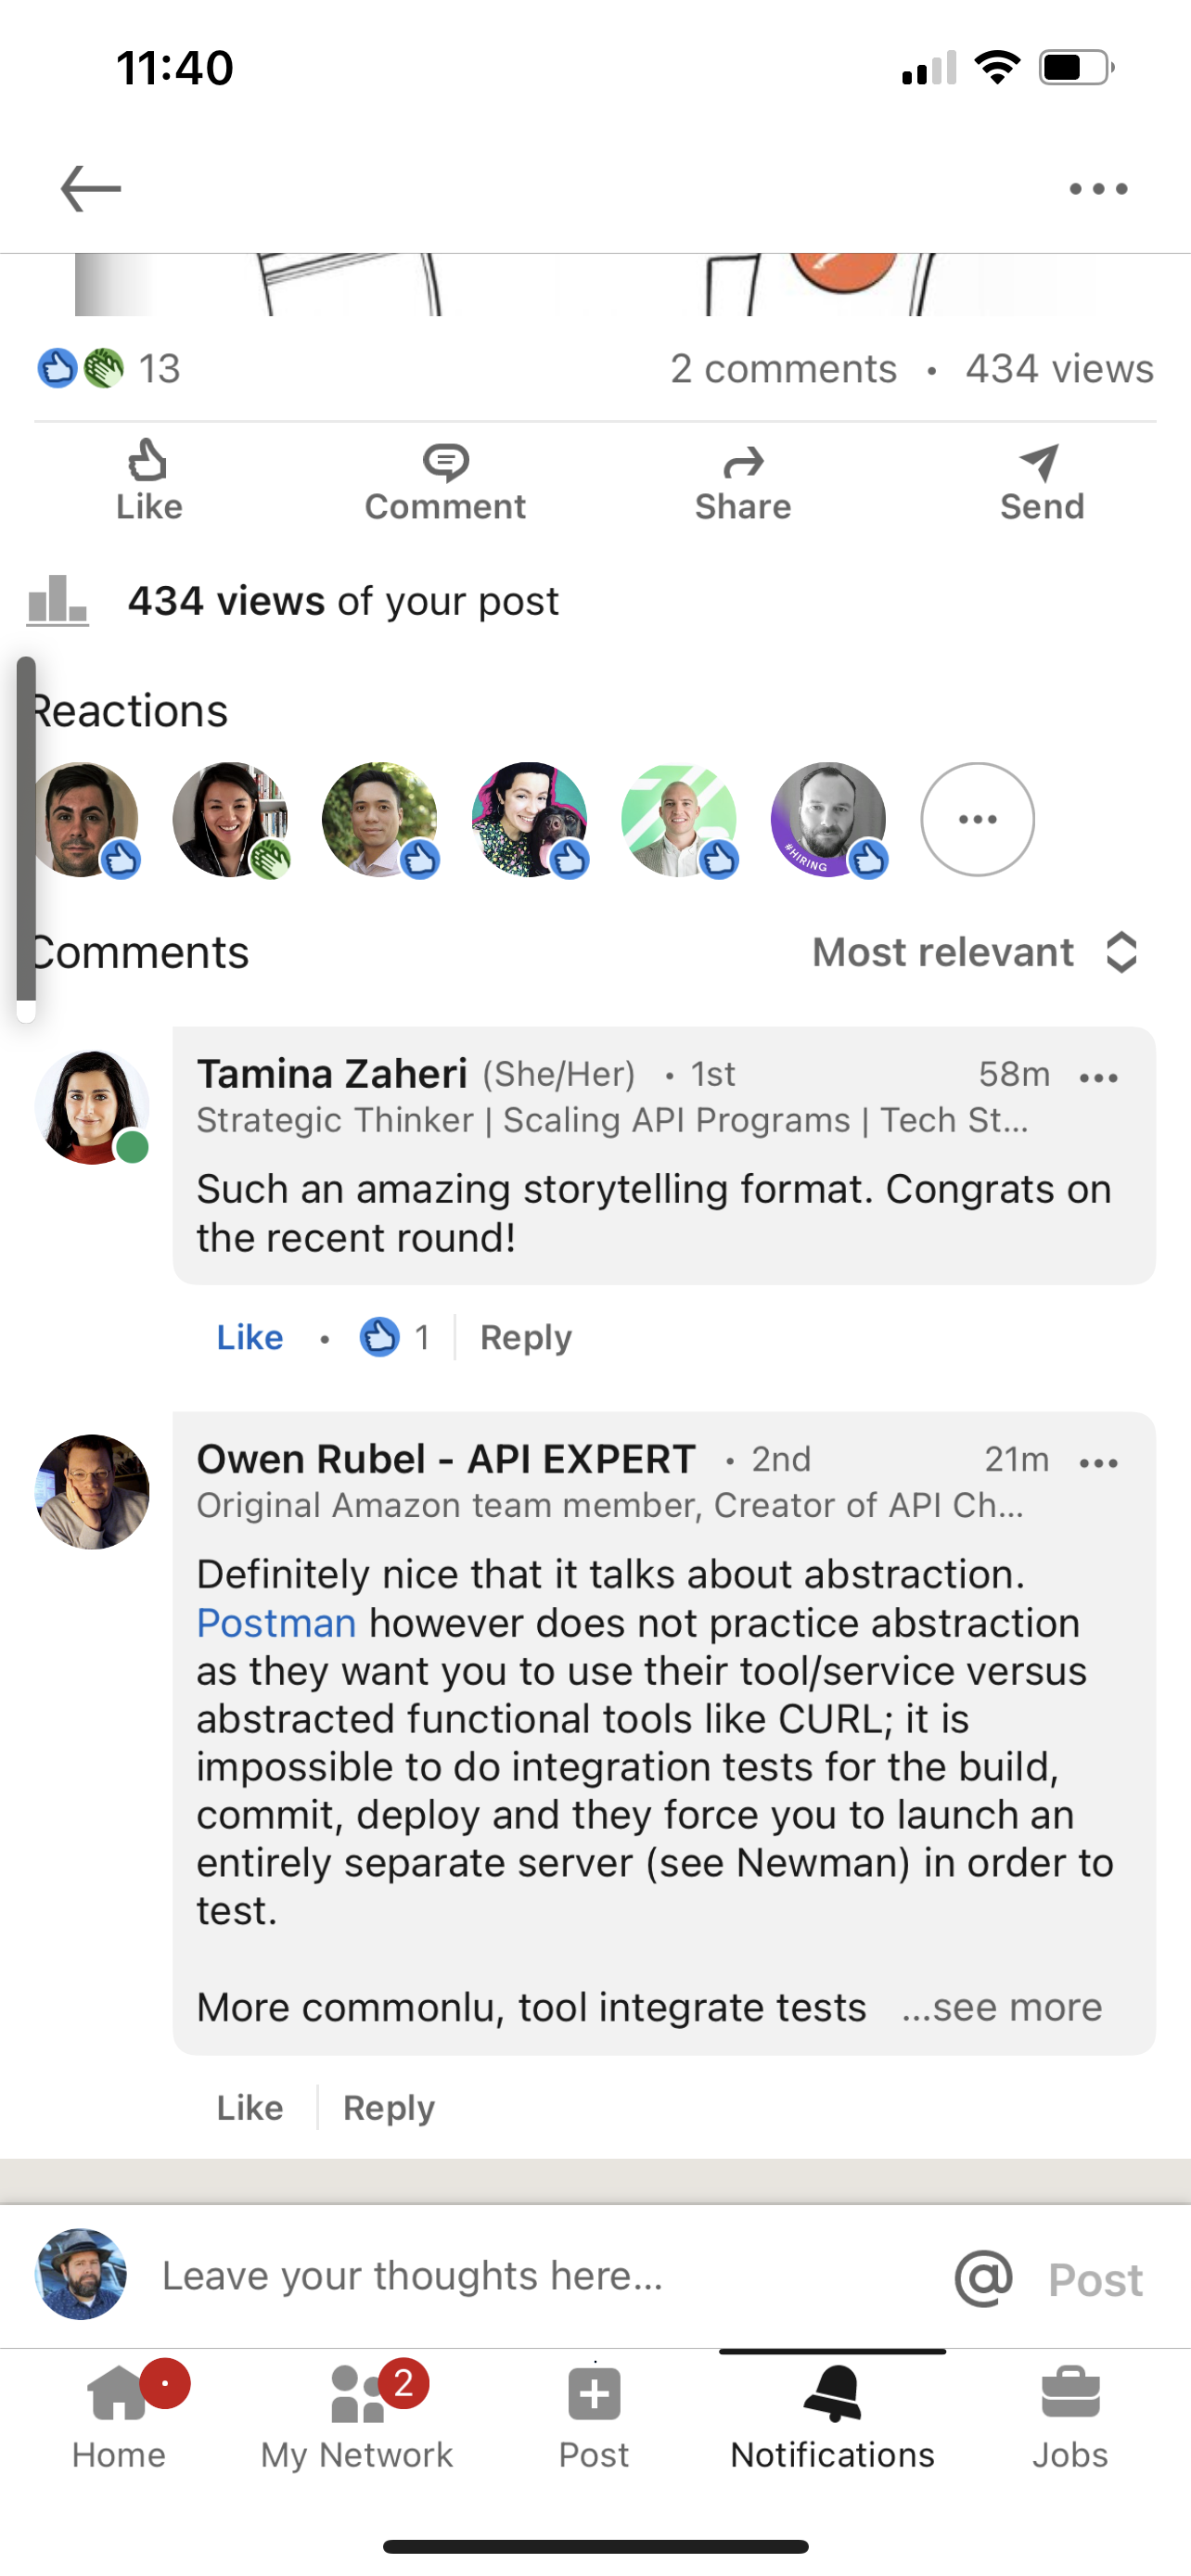 11:40
13
2 comments • 434 views
Like
Comment
Share
Send
434 views of your post
Reactions
#HIRING
Comments
Most relevant
Tamina Zaheri (She/Her) • 1st
58m
Strategic Thinker | Scaling API Programs | Tech St...
Such an amazing storytelling format. Congrats on
the recent round!
Like • 1 Reply
Owen Rubel - API EXPERT • 2nd
21m
Original Amazon team member, Creator of API Ch...
Definitely nice that it talks about abstraction.
Postman however does not practice abstraction
as they want you to use their tool/service versus
abstracted functional tools like CURL; it is
impossible to do integration tests for the build,
commit, deploy and they force you to launch an
entirely separate server (see Newman) in order to
test.
More commonlu, tool integrate tests ...see more
Like Reply
Leave your thoughts here...
@ Post
2
Home
My Network
Post
Notifications
Jobs